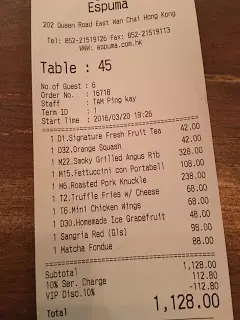 Espuma
202 Queen Road East Wan Chai Hong Kong
Tel: 852-21519126 Fax: 852-21519113
WWW: espuma.com.hk
Table : 45
No of Guest : 6
Order No. : 16718
Staff : TAM Ping kay
Term ID : 1
Start Time : 2016/03/20 19:26
1 D1.Signature Fresh Fruit Tea 42.00
1 D32.Orange Squash 42.00
1 M22.Smoky Grilled Angus Rib 328.00
1 M15.Fettuccini con Portabell 108.00
1 M6.Roasted Pork Knuckle 238.00
1 T2.Truffle Fries w/ Cheese 68.00
1 T6.Mini Chicken Wings 68.00
1 D30.Homemade Ice Grapefruit 48.00
1 Sangria Red (Gls) 98.00
1 Matcha Fondue 88.00
Subtotal 1,128.00
10% Ser. Charge 112.80
VIP Disc.10% -112.80
Total 1,128.00